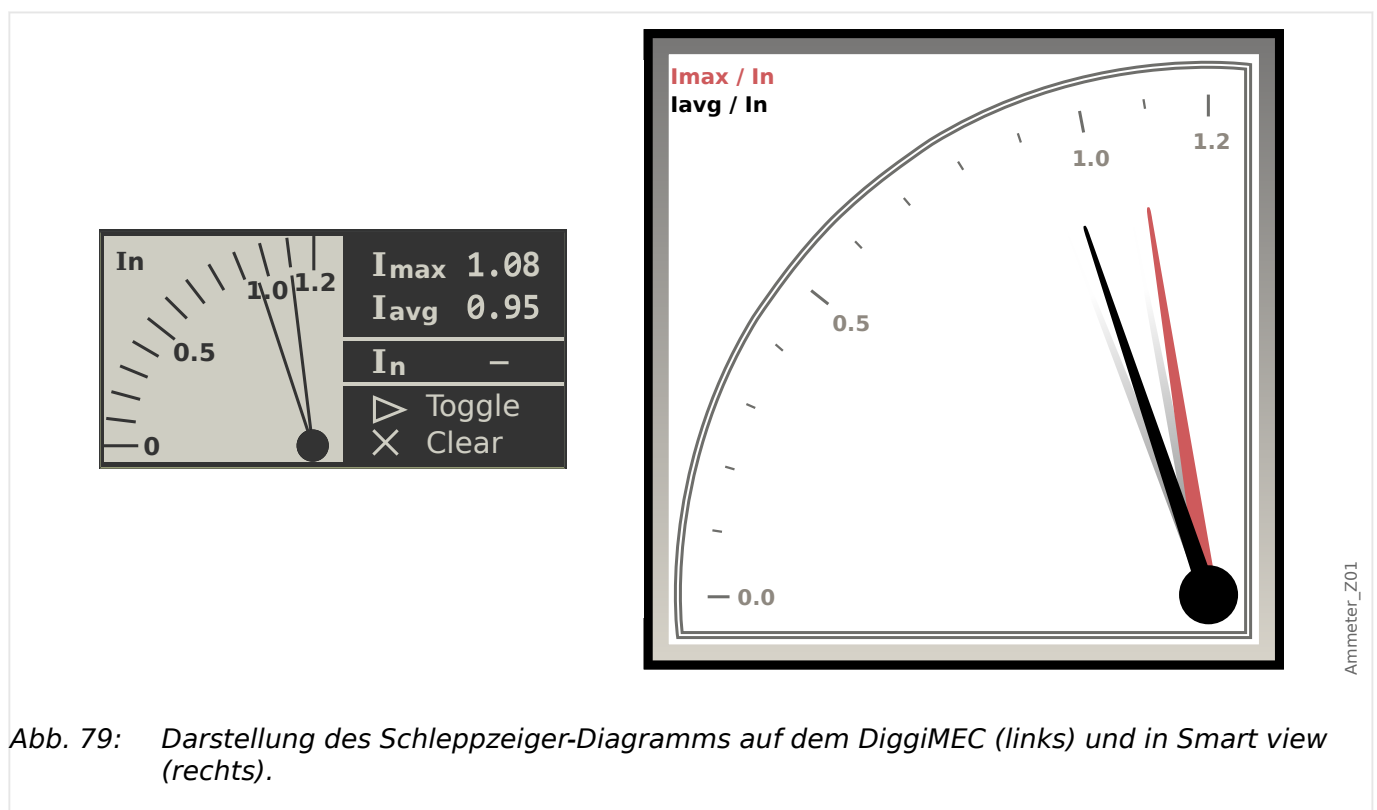 In
1.0
1.2
0.5
0
Imax 1.08
Iavg 0.95
In –
Toggle
Clear
Imax / In
Iavg / In
1.2
1.0
0.5
0.0
Ammeter_Z01
Abb. 79: Darstellung des Schleppzeiger-Diagramms auf dem DiggiMEC (links) und in Smart view
(rechts).